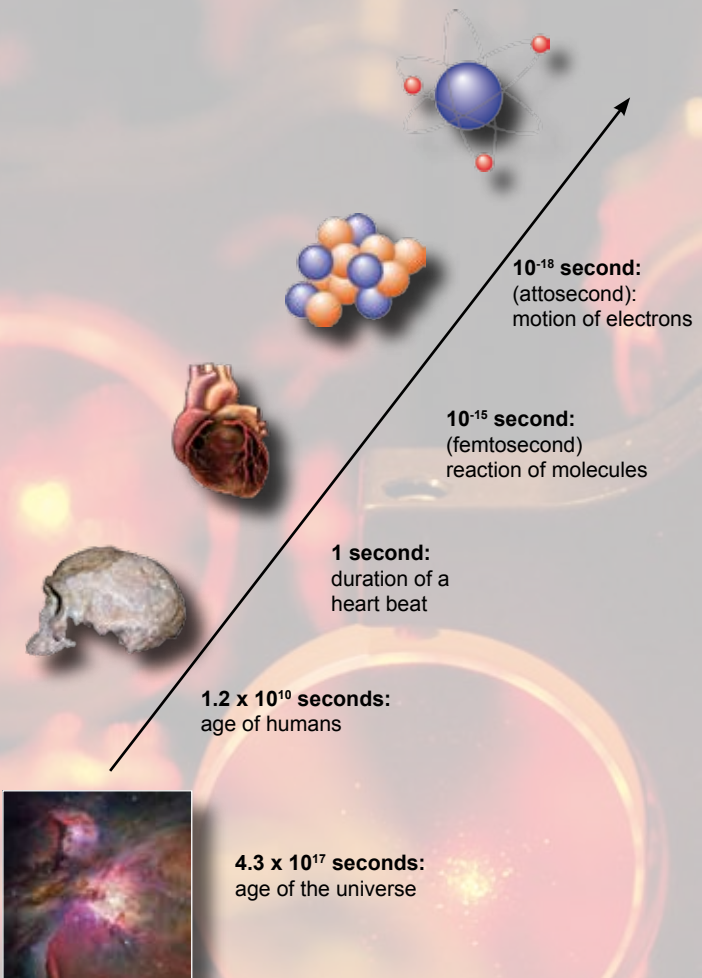 10⁻¹⁸ second:
(attosecond):
motion of electrons
10⁻¹⁵ second:
(femtosecond)
reaction of molecules
1 second:
duration of a
heart beat
1.2 x 10¹⁰ seconds:
age of humans
4.3 x 10¹⁷ seconds:
age of the universe